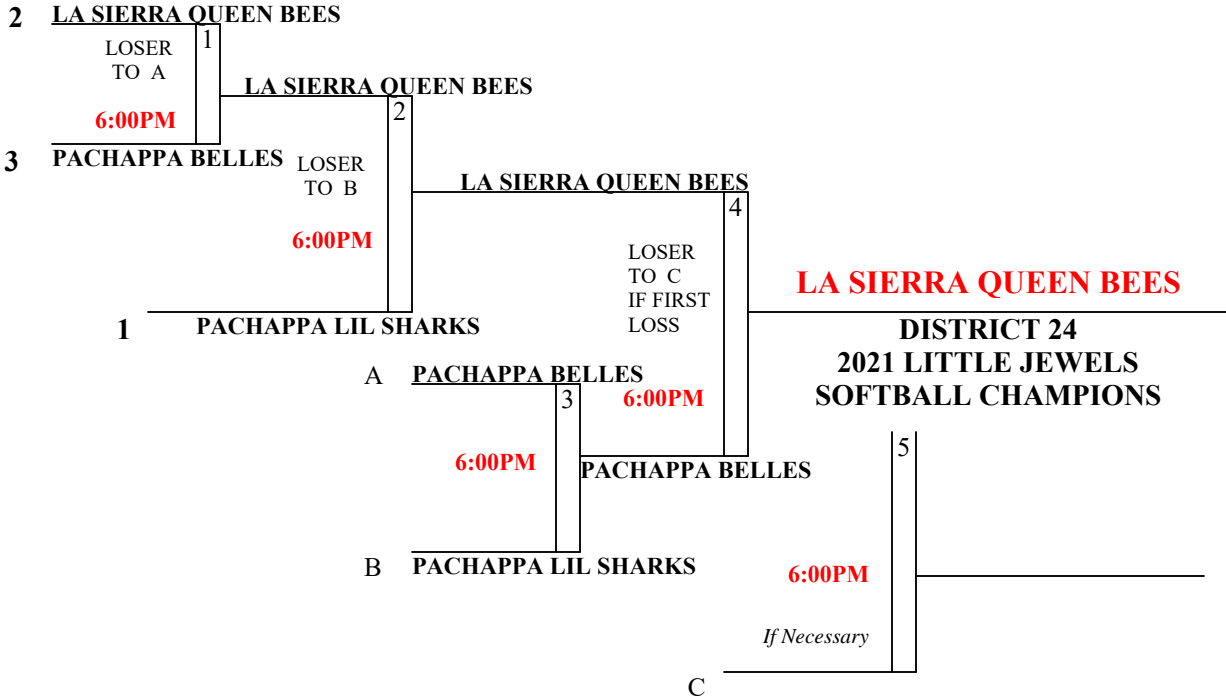 2 LA SIERRA QUEEN BEES
1
LOSER
TO A
6:00PM
3 PACHAPPA BELLES
LA SIERRA QUEEN BEES
2
LOSER
TO B
6:00PM
1 PACHAPPA LIL SHARKS
LA SIERRA QUEEN BEES
4
LOSER
TO C
IF FIRST
LOSS
6:00PM
LA SIERRA QUEEN BEES
DISTRICT 24
2021 LITTLE JEWELS
SOFTBALL CHAMPIONS
A PACHAPPA BELLES
3
6:00PM
PACHAPPA BELLES
B PACHAPPA LIL SHARKS
5
6:00PM
If Necessary
C